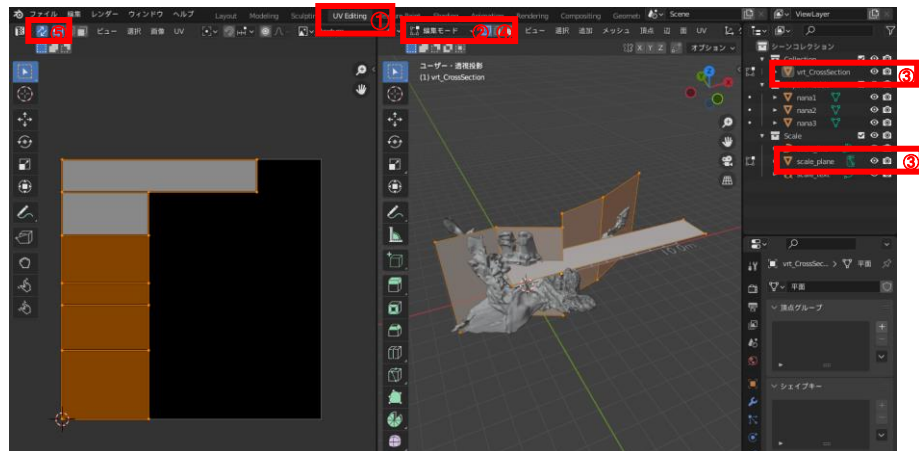 ファイル 編集 レンダー ウィンドウ ヘルプ Layout Modeling Sculpting UV Editing Shading Animation Rendering Compositing Scene ViewLayer
①
ビュー 選択 画像 UV
編集モード ビュー 選択 追加 メッシュ 頂点 辺 面 UV
X Y Z オプション
ユーザー・透視投影
(1) vrt_CrossSection
シーンコレクション
Collection
vrt_CrossSection ③
nana1
nana2
nana3
Scale
scale_plane ③
scale_text
vrt_CrossSec... > 平面
平面
頂点グループ
シェイプキー